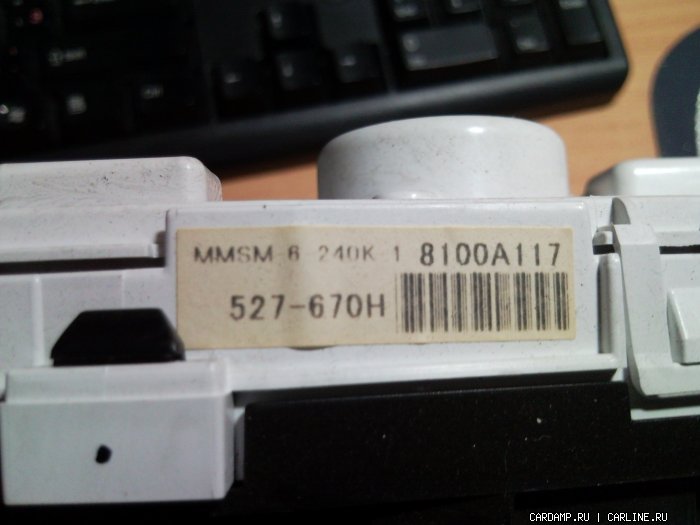 MMSM 6 240K 1 8100A117
527-670H
CARDAMP.RU | CARLINE.RU